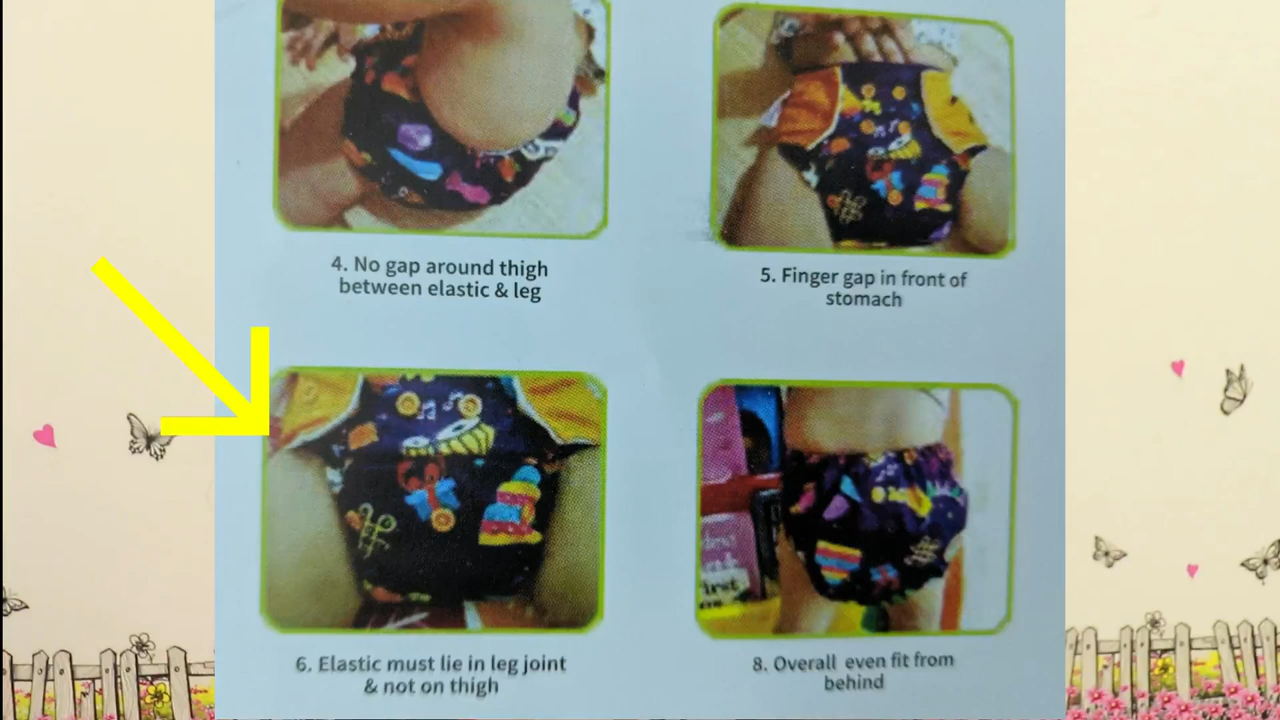 4. No gap around thigh
between elastic & leg
5. Finger gap in front of
stomach
6. Elastic must lie in leg joint
& not on thigh
8. Overall even fit from
behind